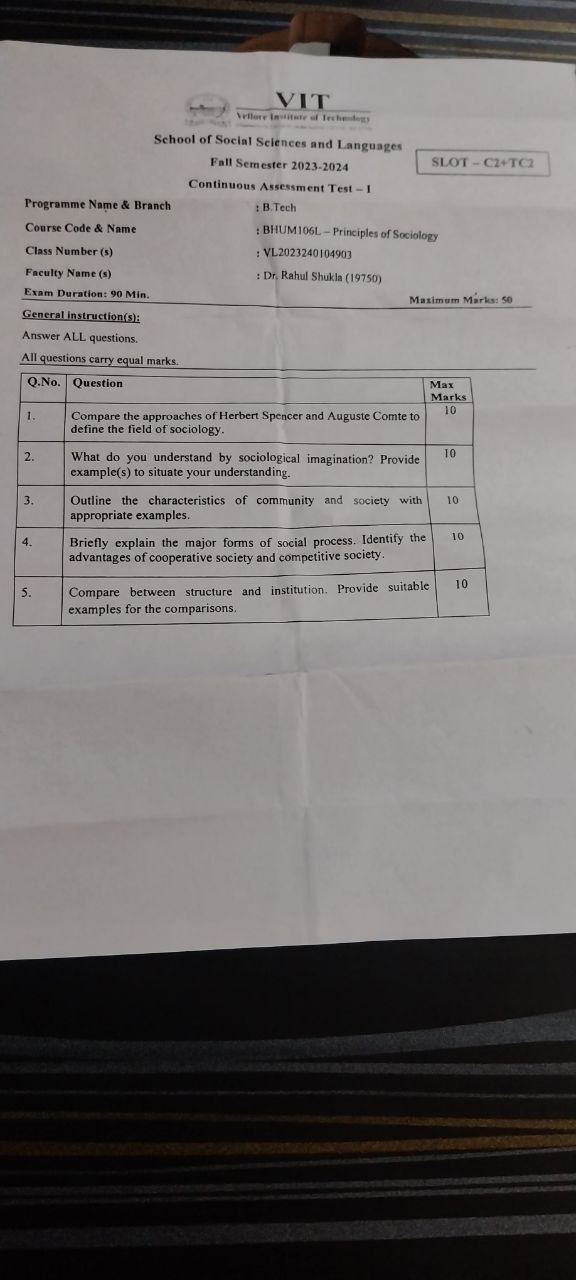 VIT
Vellore Institute of Technology
School of Social Sciences and Languages
Fall Semester 2023-2024
SLOT – C2+TC2
Continuous Assessment Test – I
Programme Name & Branch : B.Tech
Course Code & Name : BHUM106L – Principles of Sociology
Class Number (s) : VL2023240104903
Faculty Name (s) : Dr. Rahul Shukla (19750)
Exam Duration: 90 Min. Maximum Marks: 50
General instruction(s):
Answer ALL questions.
All questions carry equal marks.
Q.No. Question Max
Marks
1. Compare the approaches of Herbert Spencer and Auguste Comte to 10
define the field of sociology.
2. What do you understand by sociological imagination? Provide 10
example(s) to situate your understanding.
3. Outline the characteristics of community and society with 10
appropriate examples.
4. Briefly explain the major forms of social process. Identify the 10
advantages of cooperative society and competitive society.
5. Compare between structure and institution. Provide suitable 10
examples for the comparisons.